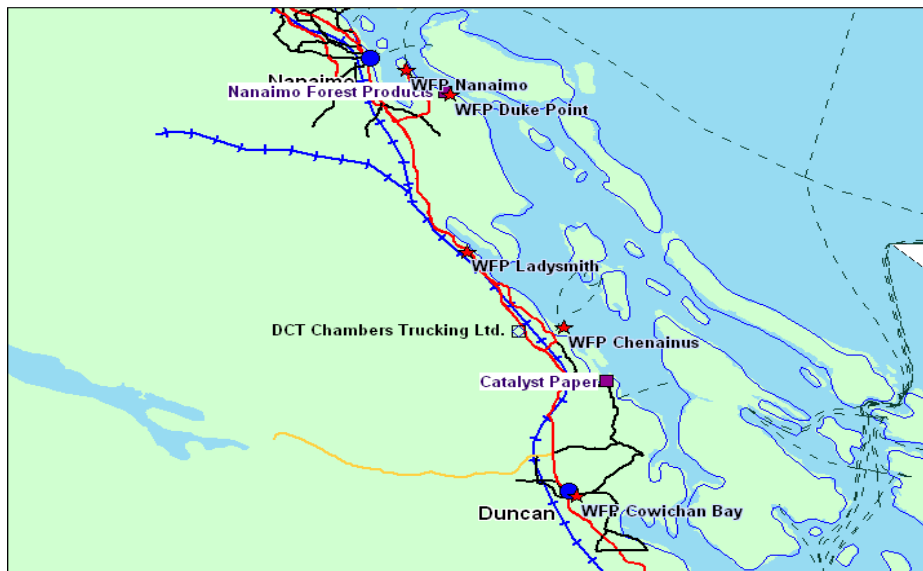 Nanaimo
WFP Nanaimo
Nanaimo Forest Products
WFP Duke Point
WFP Ladysmith
DCT Chambers Trucking Ltd.
WFP Chenainus
Catalyst Paper
WFP Cowichan Bay
Duncan